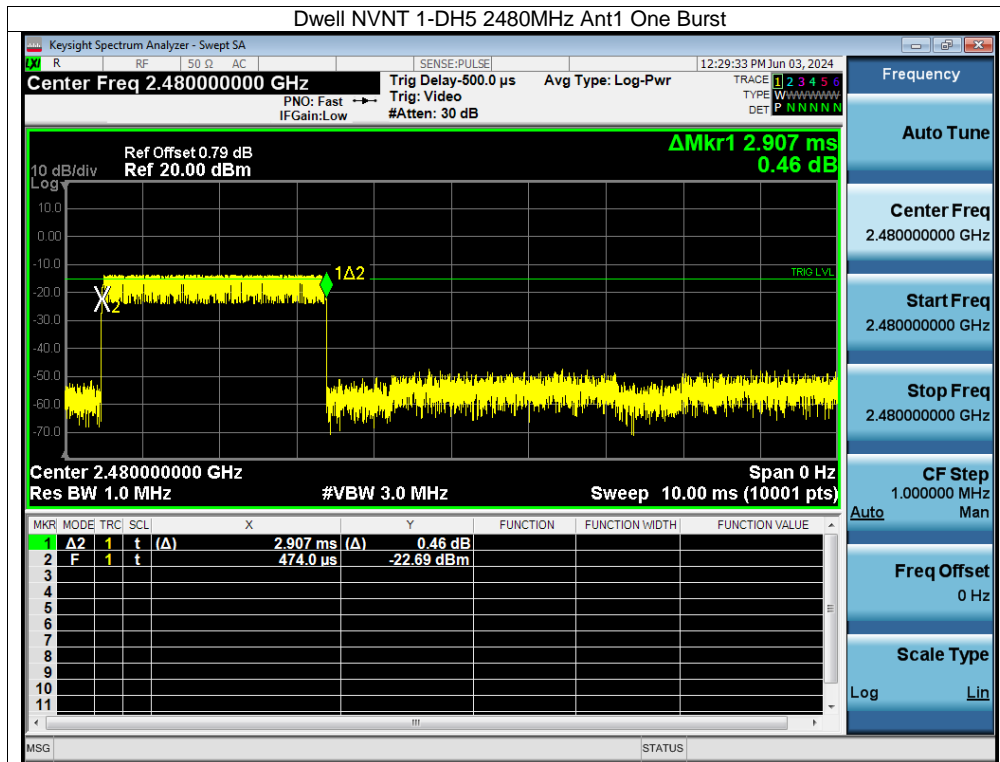 Dwell NVNT 1-DH5 2480MHz Ant1 One Burst
Keysight Spectrum Analyzer - Swept SA
LXI R RF 50 Ω AC SENSE:PULSE 12:29:33 PM Jun 03, 2024
Center Freq 2.480000000 GHz
PNO: Fast
IFGain:Low
Trig Delay-500.0 µs
Trig: Video
#Atten: 30 dB
Avg Type: Log-Pwr
TRACE 1 2 3 4 5 6
TYPE WWWWWW
DET P N N N N N
ΔMkr1 2.907 ms
0.46 dB
Ref Offset 0.79 dB
10 dB/div Ref 20.00 dBm
Log
10.0
0.00
-10.0
-20.0
-30.0
-40.0
-50.0
-60.0
-70.0
1Δ2
TRIG LVL
X2
Center 2.480000000 GHz Span 0 Hz
Res BW 1.0 MHz #VBW 3.0 MHz Sweep 10.00 ms (10001 pts)
MKR MODE TRC SCL X Y FUNCTION FUNCTION WIDTH FUNCTION VALUE
1 Δ2 1 t (Δ) 2.907 ms (Δ) 0.46 dB
2 F 1 t 474.0 µs -22.69 dBm
3
4
5
6
7
8
9
10
11
MSG STATUS
Frequency
Auto Tune
Center Freq
2.480000000 GHz
Start Freq
2.480000000 GHz
Stop Freq
2.480000000 GHz
CF Step
1.000000 MHz
Auto Man
Freq Offset
0 Hz
Scale Type
Log Lin